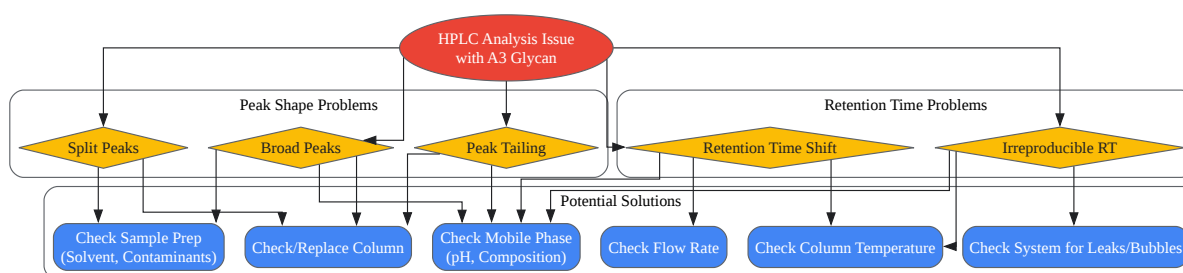 HPLC Analysis Issue
with A3 Glycan
Peak Shape Problems
Retention Time Problems
Split Peaks
Broad Peaks
Peak Tailing
Retention Time Shift
Irreproducible RT
Potential Solutions
Check Sample Prep
(Solvent, Contaminants)
Check/Replace Column
Check Mobile Phase
(pH, Composition)
Check Flow Rate
Check Column Temperature
Check System for Leaks/Bubbles